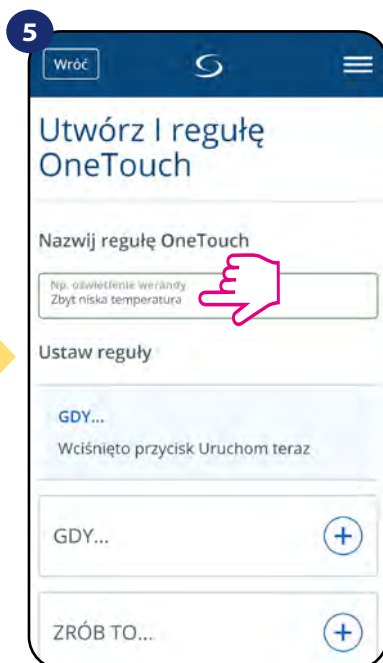 5
Wróć
Utwórz I regułę
OneTouch
Nazwij regułę OneTouch
Np. oświetlenie werandy
Zbyt niska temperatura
Ustaw reguły
GDY...
Wciśnięto przycisk Uruchom teraz
GDY...
ZRÓB TO...